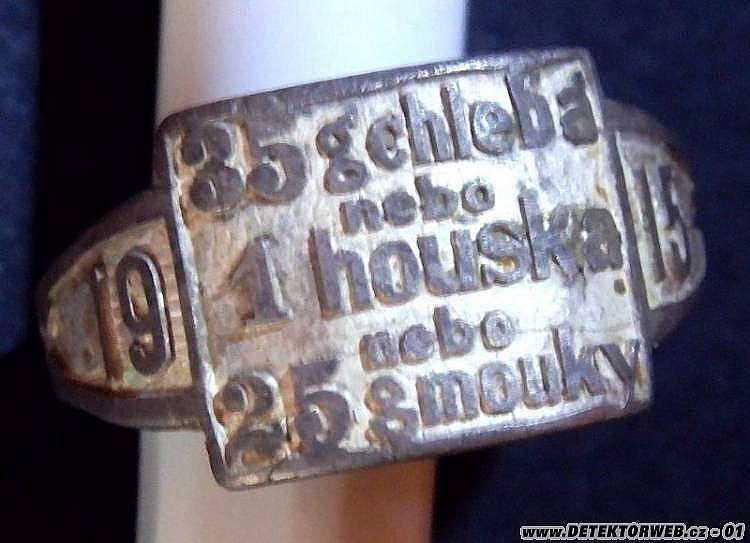 35 g chleba
nebo
1 houska
nebo
25 g mouky
19
15
www.DETEKTORWEB.cz - 01